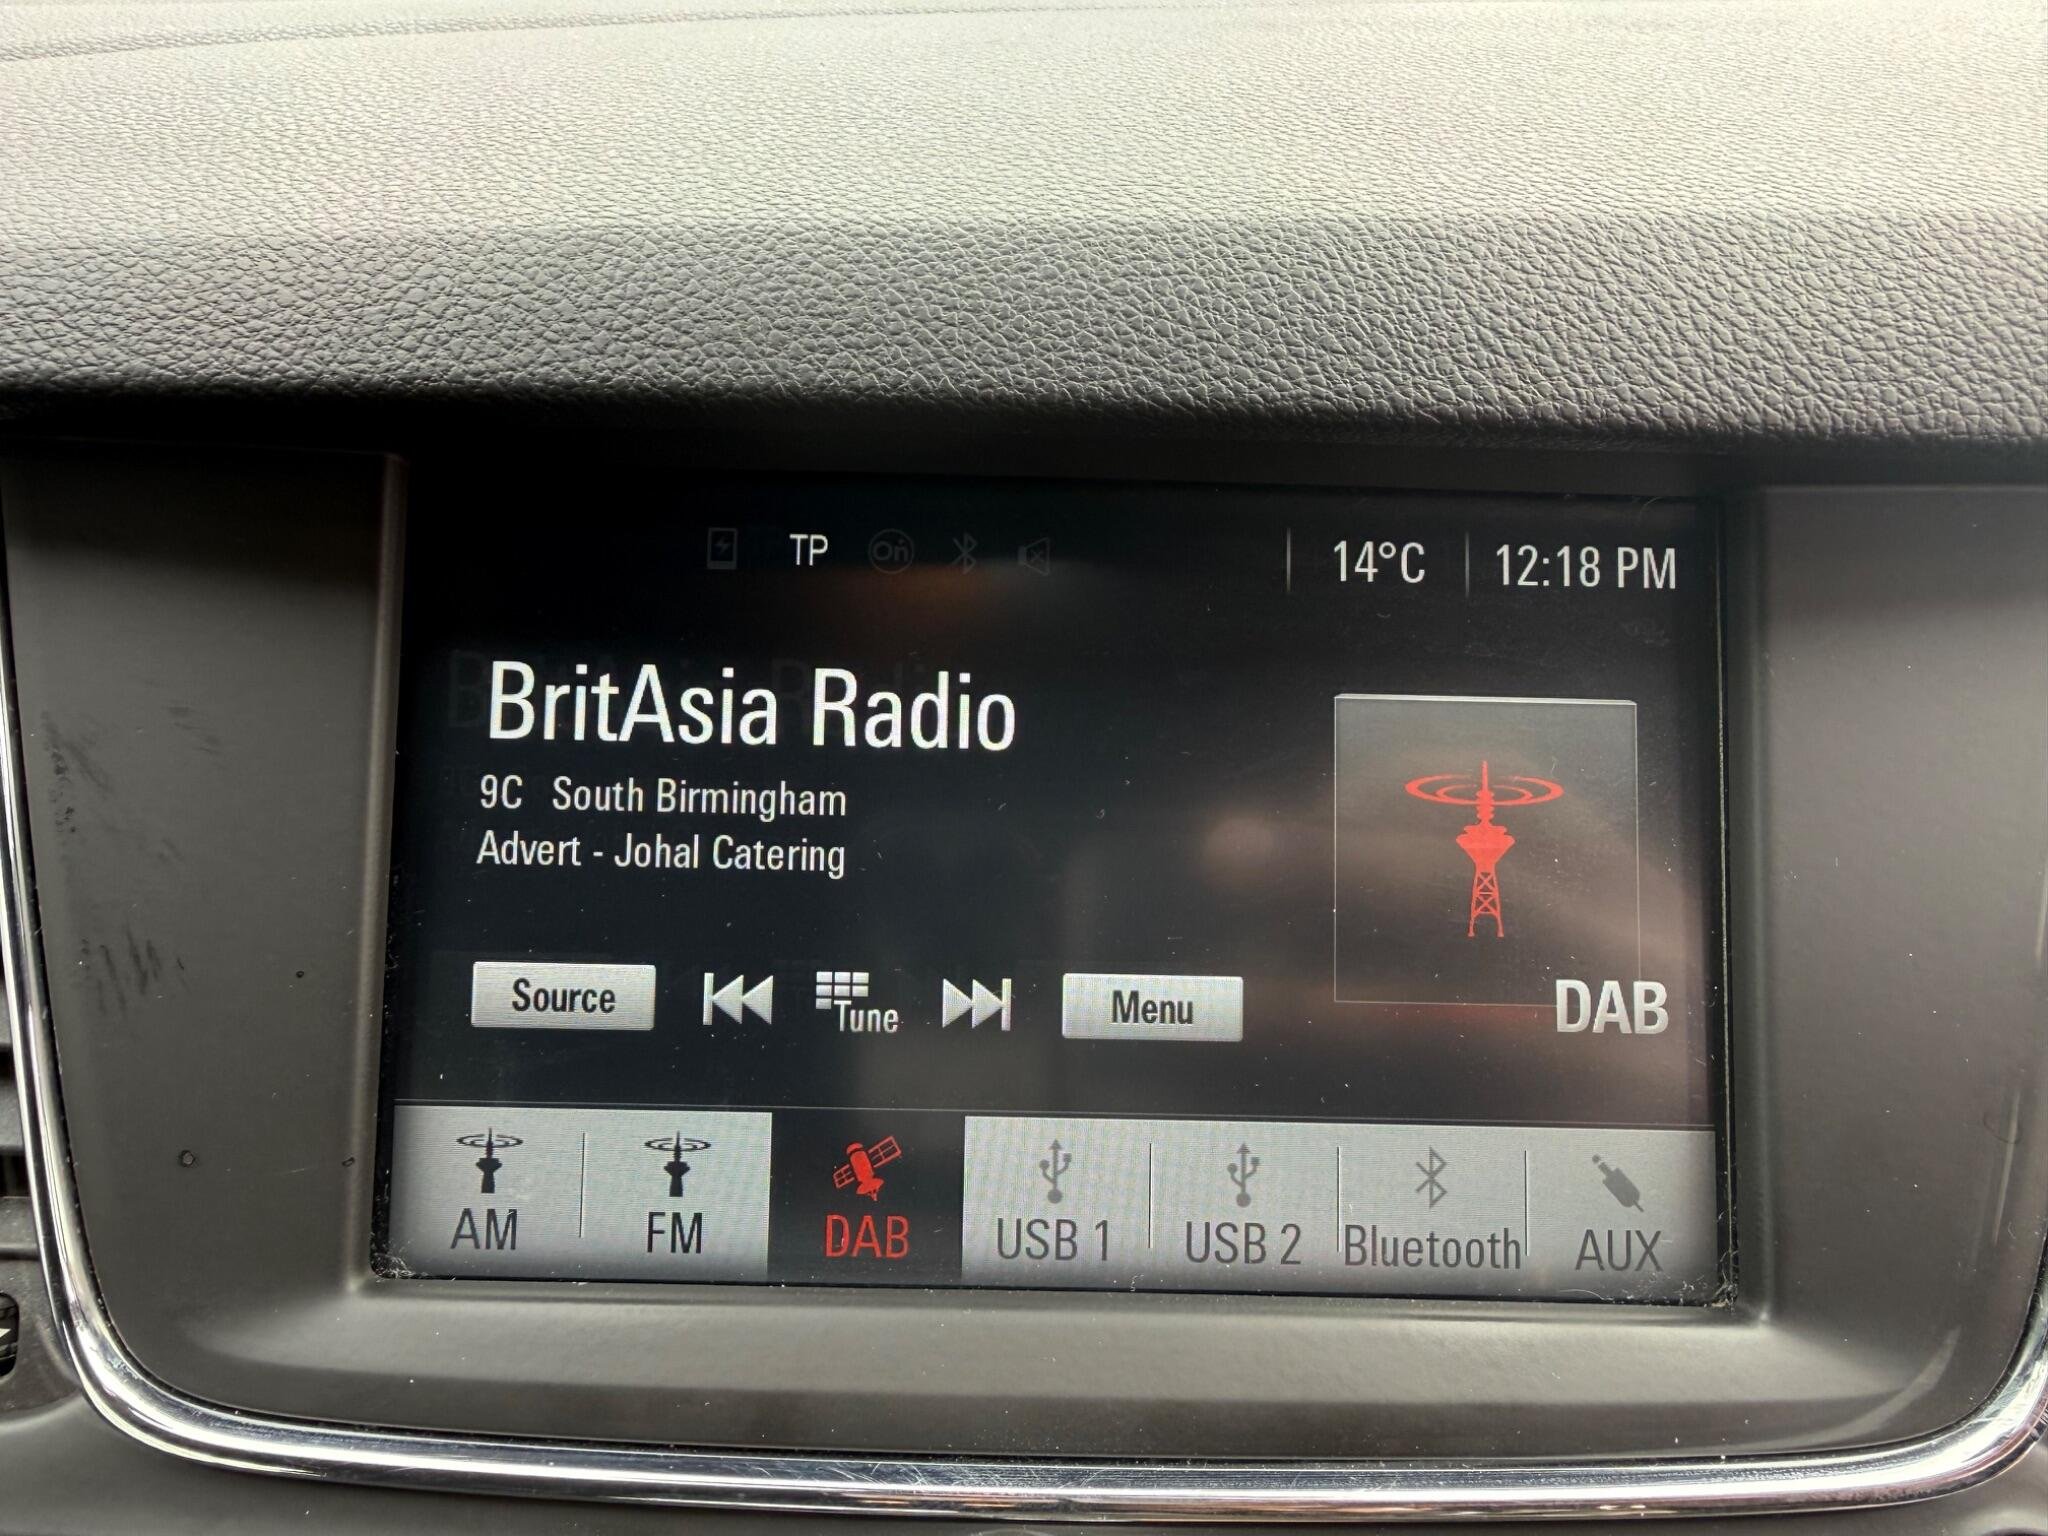 TP
On
14°C
12:18 PM
BritAsia Radio
9C South Birmingham
Advert - Johal Catering
Source
Tune
Menu
DAB
AM
FM
DAB
USB 1
USB 2
Bluetooth
AUX